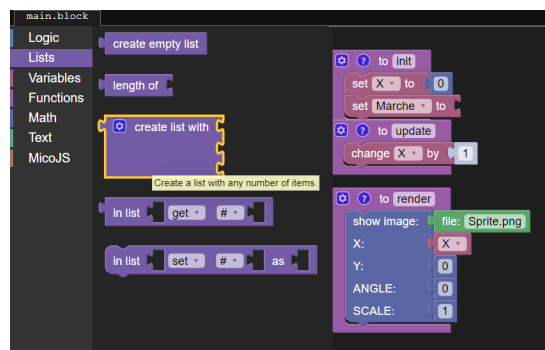 main.block
Logic
Lists
Variables
Functions
Math
Text
MicoJS
create empty list
length of
create list with
Create a list with any number of items.
in list get #
in list set # as
? to init
set X to 0
set Marche to
? to update
change X by 1
? to render
show image: file: Sprite.png
X: X
Y: 0
ANGLE: 0
SCALE: 1